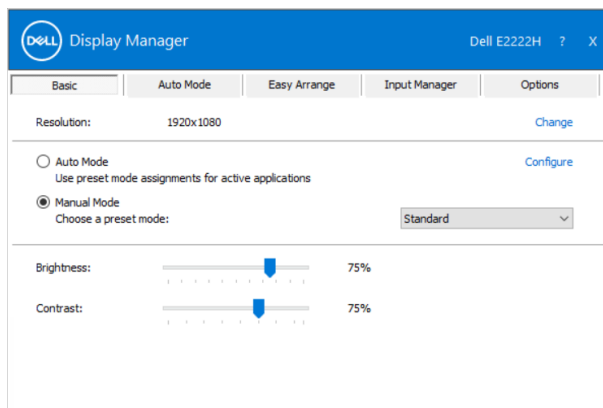 DELL Display Manager Dell E2222H ? X
Basic Auto Mode Easy Arrange Input Manager Options
Resolution: 1920x1080 Change
Auto Mode Configure
Use preset mode assignments for active applications
Manual Mode
Choose a preset mode: Standard
Brightness: 75%
Contrast: 75%